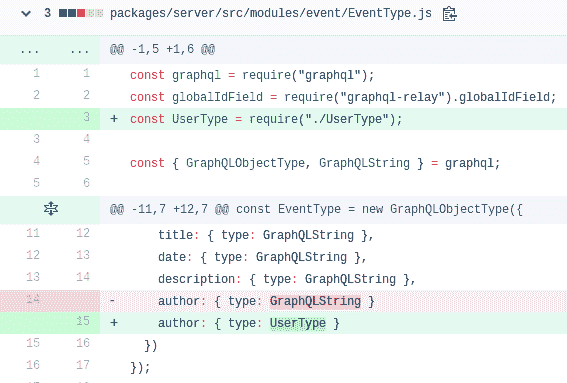 3 packages/server/src/modules/event/EventType.js
... ... @@ -1,5 +1,6 @@
1 1 const graphql = require("graphql");
2 2 const globalIdField = require("graphql-relay").globalIdField;
3 + const UserType = require("./UserType");
3 4
4 5 const { GraphQLObjectType, GraphQLString } = graphql;
5 6
@@ -11,7 +12,7 @@ const EventType = new GraphQLObjectType({
11 12 title: { type: GraphQLString },
12 13 date: { type: GraphQLString },
13 14 description: { type: GraphQLString },
14 - author: { type: GraphQLString }
15 + author: { type: UserType }
15 16 })
16 17 });